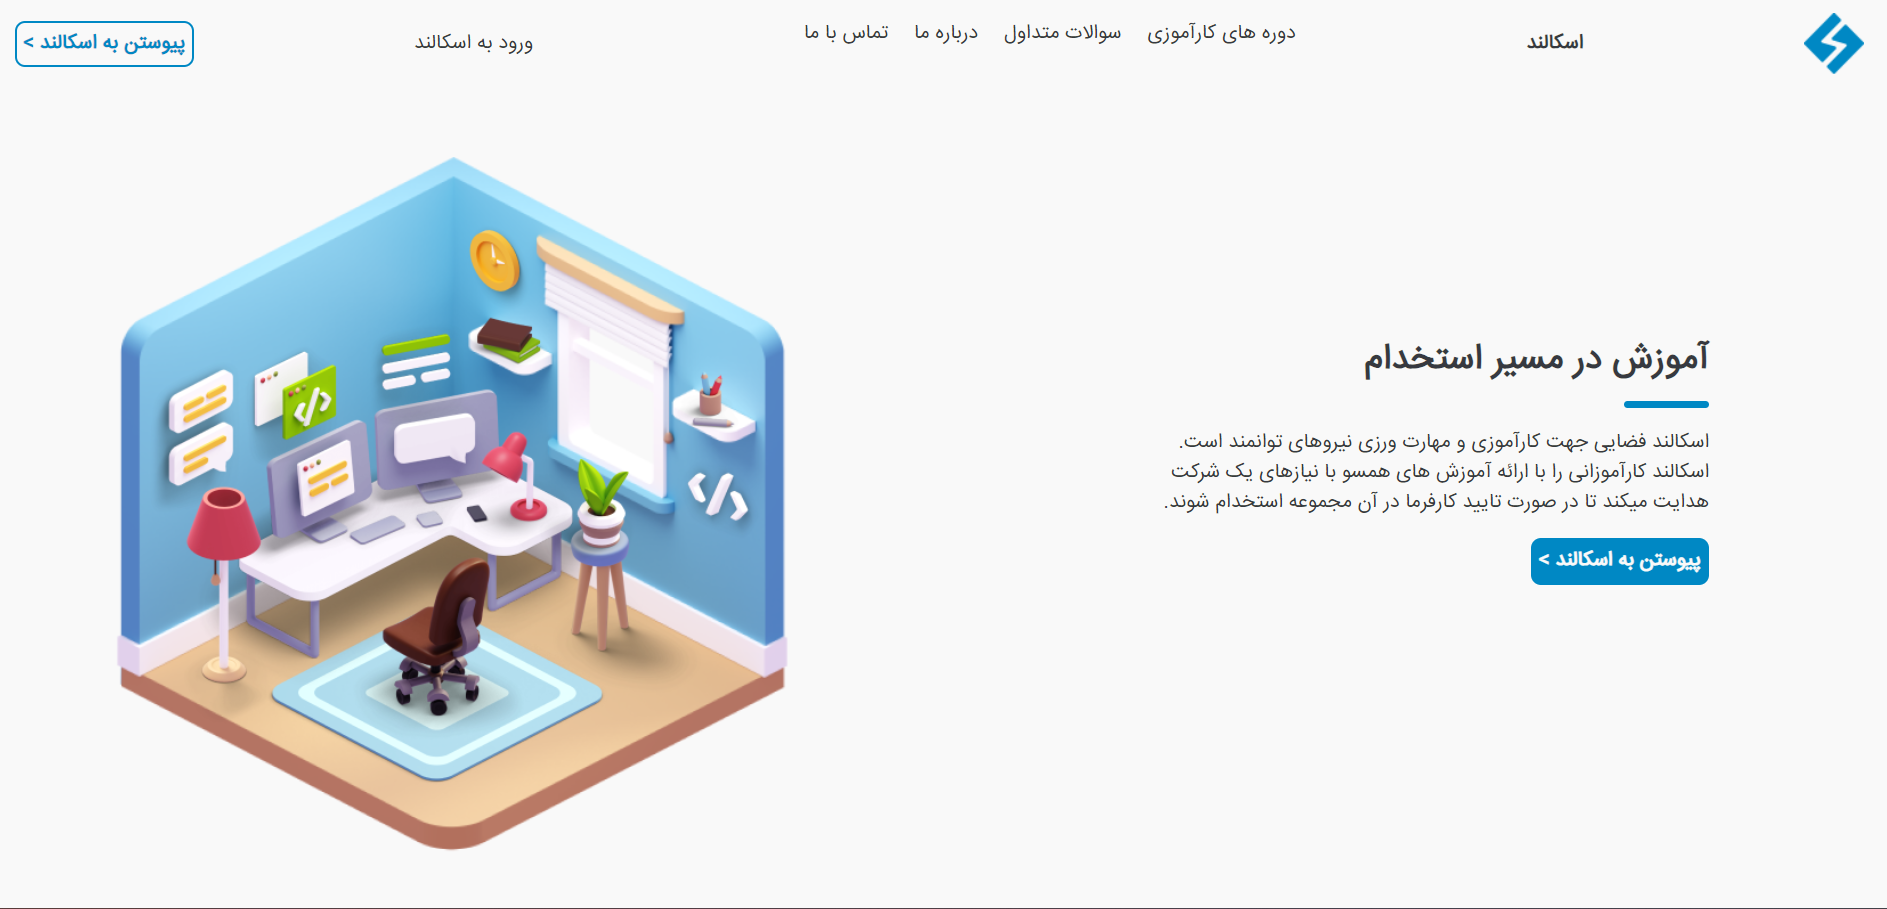 اسکالند
دوره های کارآموزی
سوالات متداول
درباره ما
تماس با ما
ورود به اسکالند
پیوستن به اسکالند >
آموزش در مسیر استخدام
اسکالند فضایی جهت کارآموزی و مهارت ورزی نیروهای توانمند است.
اسکالند کارآموزانی را با ارائه آموزش های همسو با نیازهای یک شرکت
هدایت میکند تا در صورت تایید کارفرما در آن مجموعه استخدام شوند.
پیوستن به اسکالند >